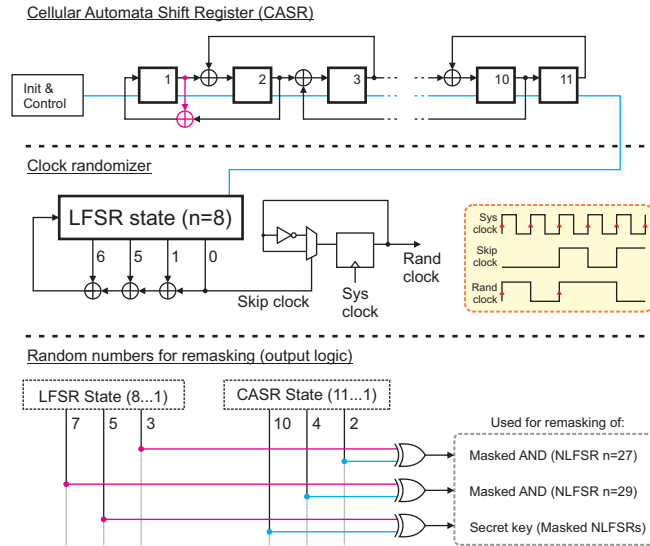 Cellular Automata Shift Register (CASR)
Init &
Control
1
2
3
10
11
Clock randomizer
LFSR state (n=8)
6
5
1
0
Skip clock
Sys
clock
Rand
clock
Sys
clock
Skip
clock
Rand
clock
Random numbers for remasking (output logic)
LFSR State (8...1)
CASR State (11...1)
7
5
3
10
4
2
Used for remasking of:
Masked AND (NLFSR n=27)
Masked AND (NLFSR n=29)
Secret key (Masked NLFSRs)